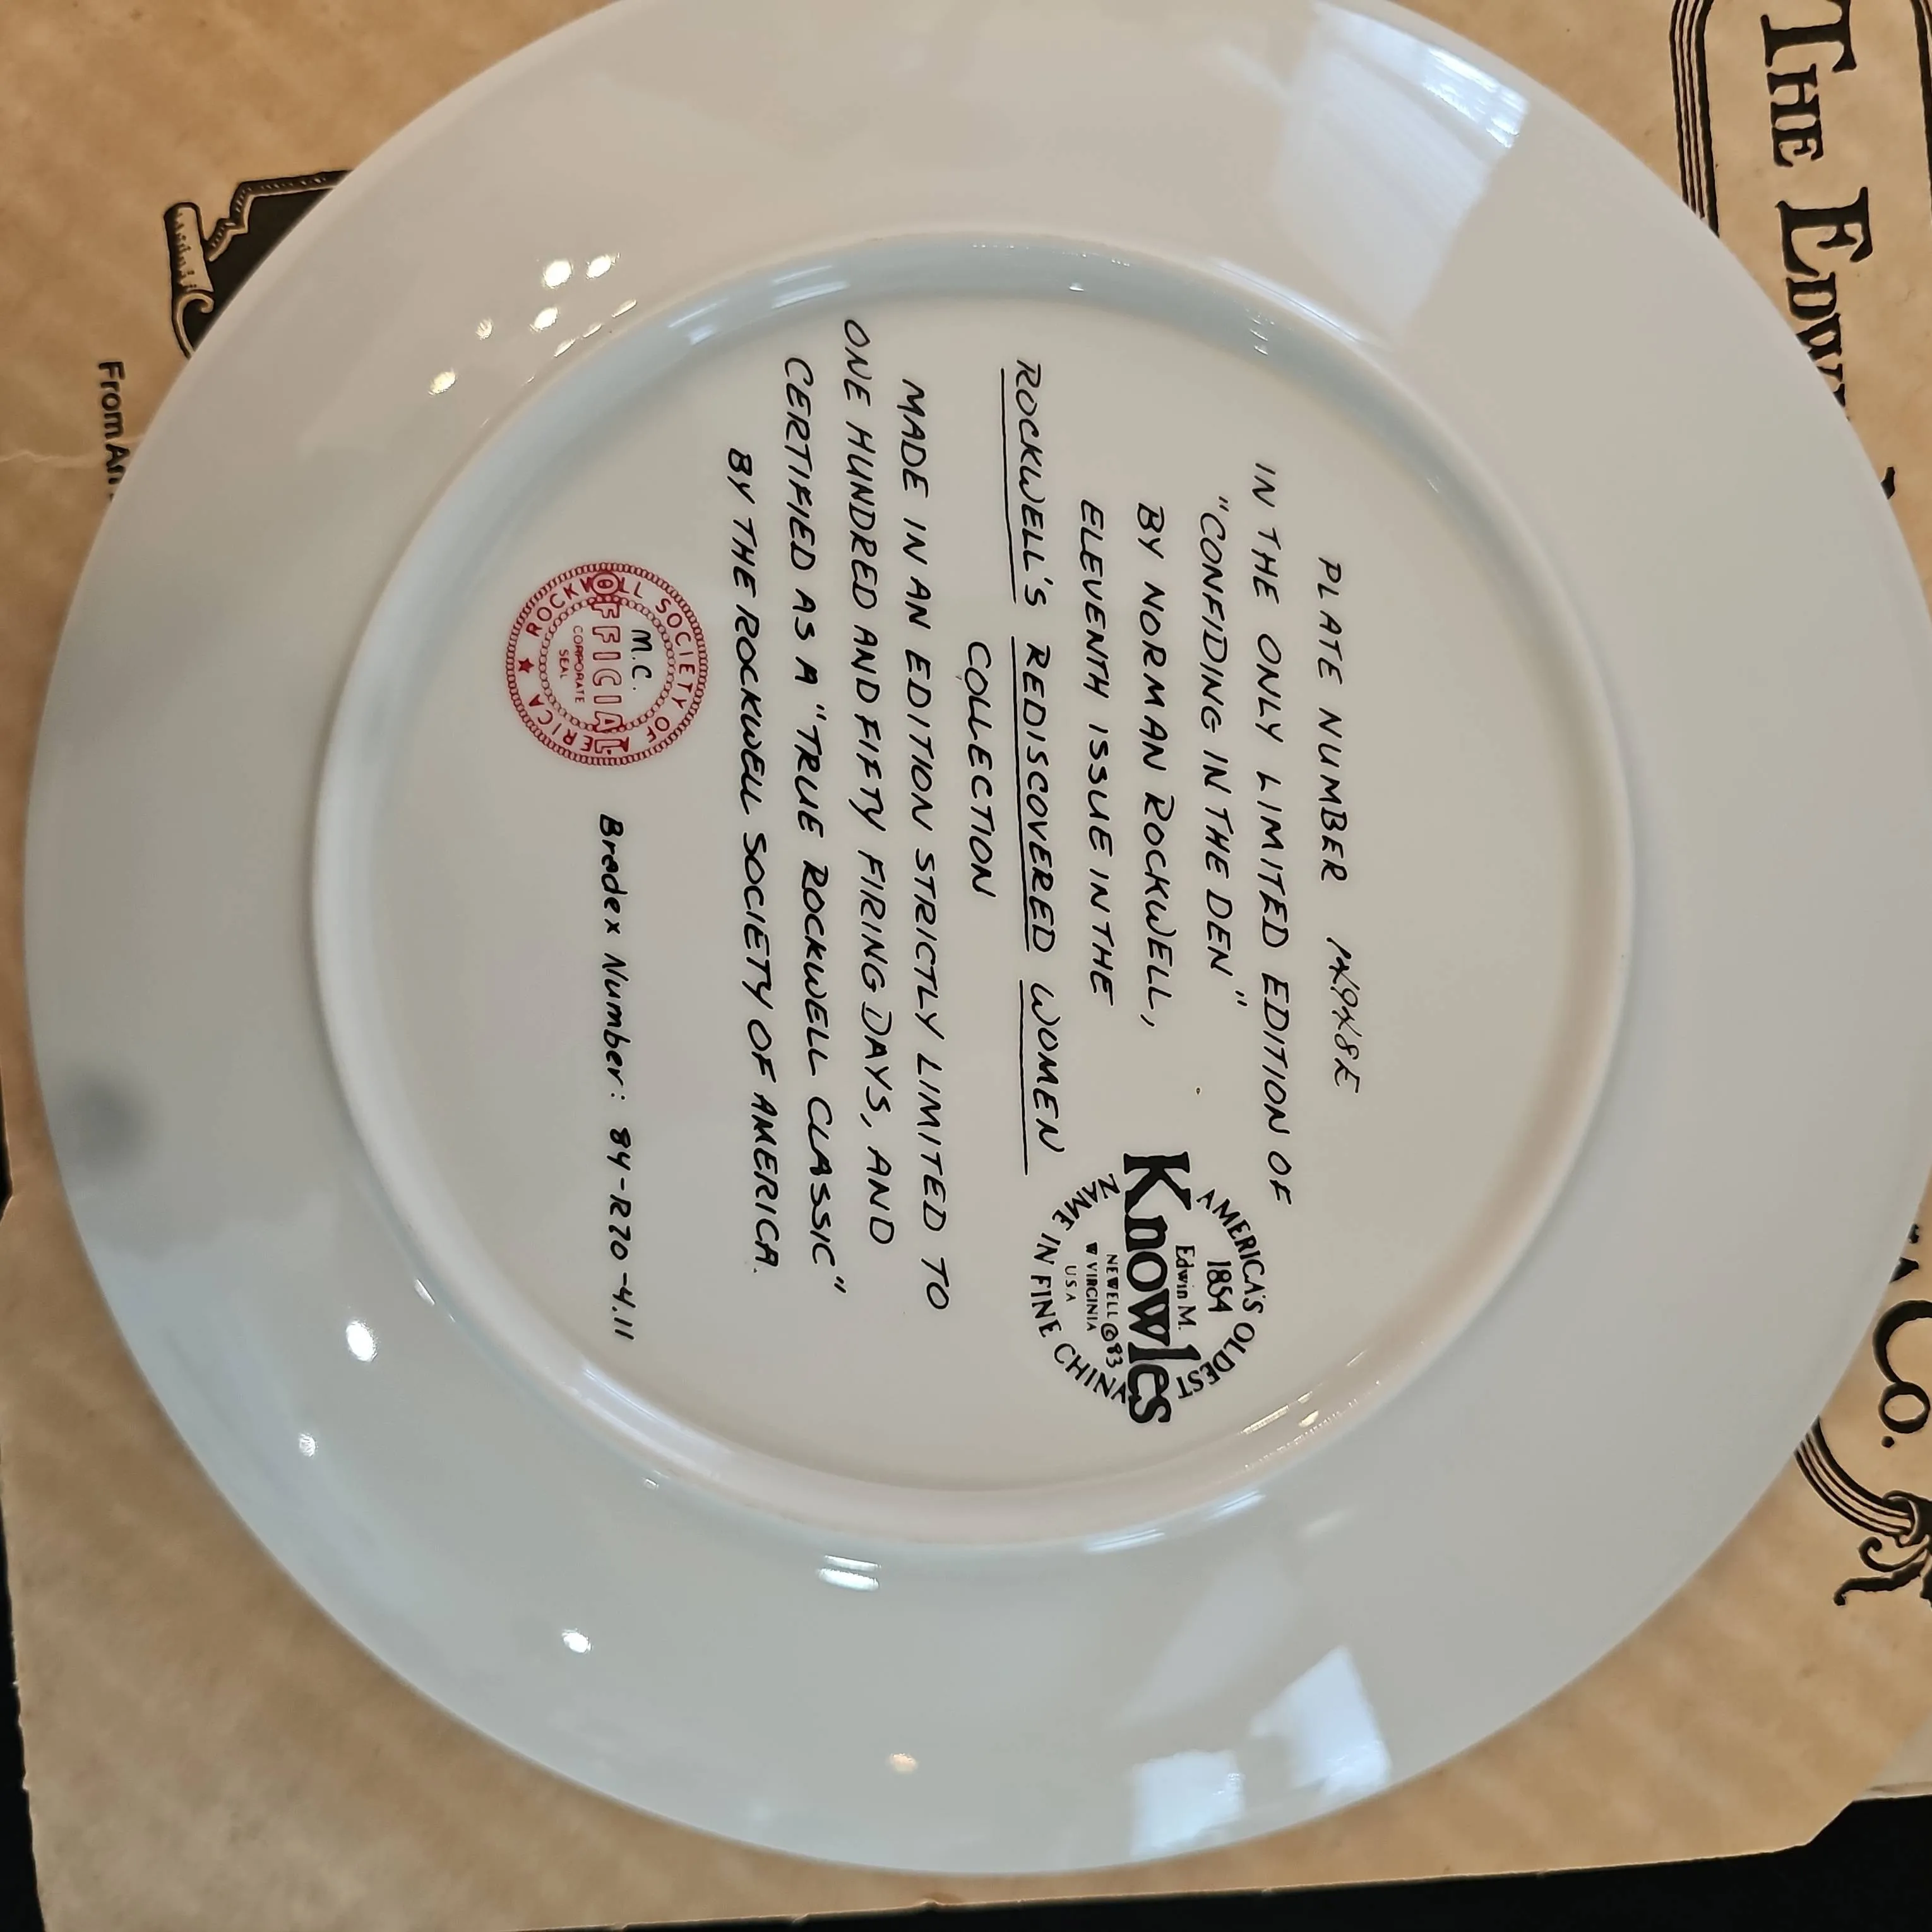 THE EDW
CO.
From Am
PLATE NUMBER
IN THE ONLY LIMITED EDITION OF
"CONFIDING IN THE DEN"
BY NORMAN ROCKWELL,
ELEVENTH ISSUE IN THE
ROCKWELL'S REDISCOVERED WOMEN
COLLECTION
MADE IN AN EDITION STRICTLY LIMITED TO
ONE HUNDRED AND FIFTY FIRING DAYS, AND
CERTIFIED AS A "TRUE ROCKWELL CLASSIC"
BY THE ROCKWELL SOCIETY OF AMERICA.
AMERICA'S OLDEST
1854
Edwin M.
Knowles
NEWELL © 83
W VIRGINIA
U.S.A
NAME IN FINE CHINA
ROCKWELL SOCIETY OF AMERICA
M.C.
OFFICIAL
CORPORATE
SEAL
Bradex Number: 84-R70-4.11